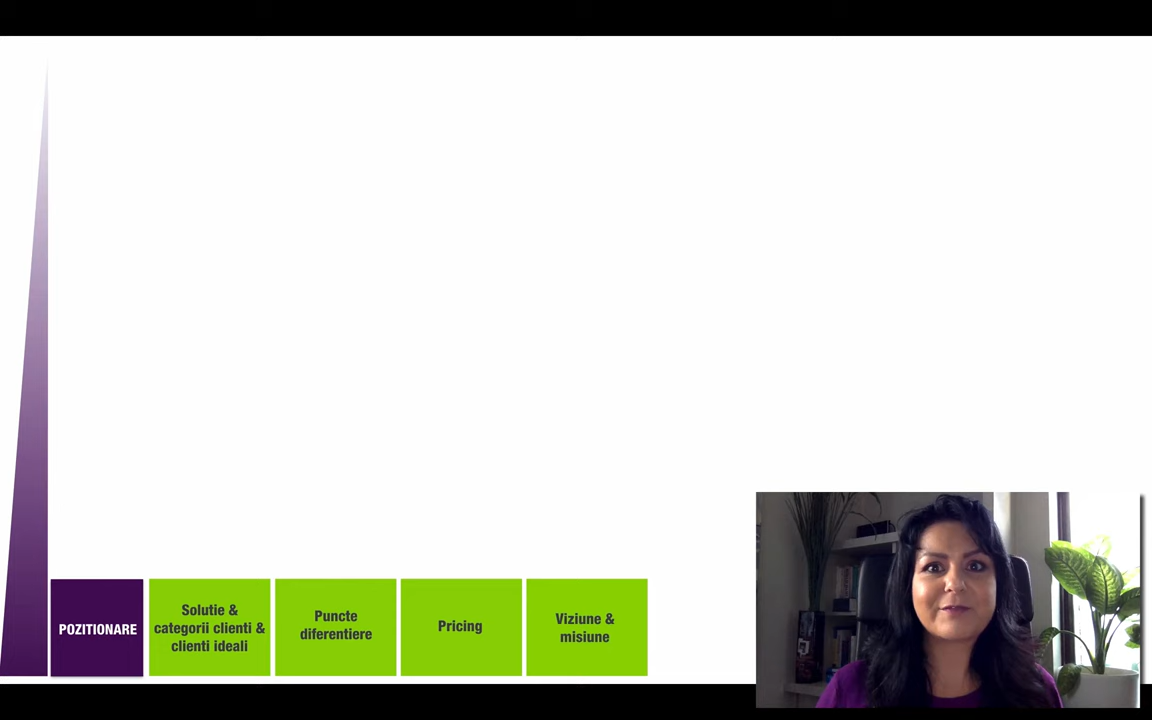 POZITIONARE
Solutie &
categorii clienti &
clienti ideali
Puncte
diferentiere
Pricing
Viziune &
misiune